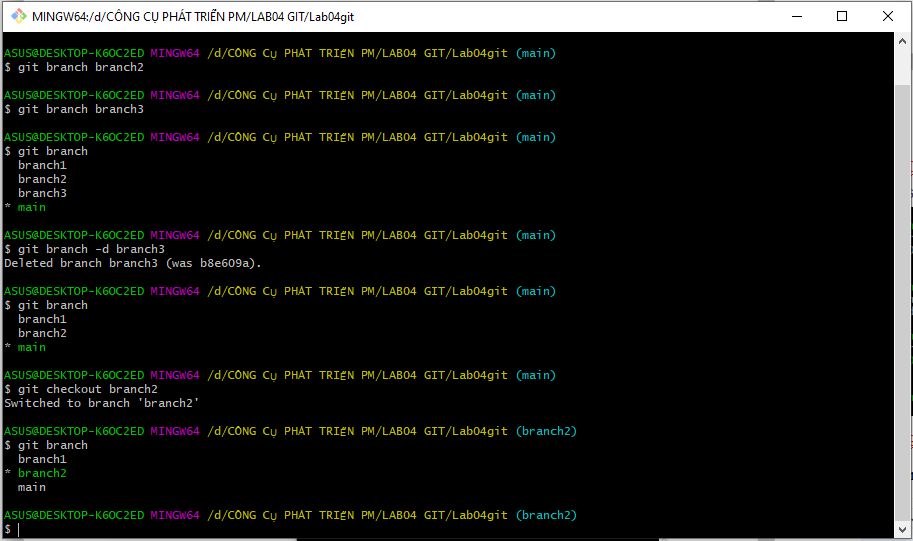 MINGW64:/d/CÔNG CỤ PHÁT TRIỂN PM/LAB04 GIT/Lab04git
ASUS@DESKTOP-K6OC2ED MINGW64 /d/CÔNG CỤ PHÁT TRIỂN PM/LAB04 GIT/Lab04git (main)
$ git branch branch2
ASUS@DESKTOP-K6OC2ED MINGW64 /d/CÔNG CỤ PHÁT TRIỂN PM/LAB04 GIT/Lab04git (main)
$ git branch branch3
ASUS@DESKTOP-K6OC2ED MINGW64 /d/CÔNG CỤ PHÁT TRIỂN PM/LAB04 GIT/Lab04git (main)
$ git branch
  branch1
  branch2
  branch3
* main
ASUS@DESKTOP-K6OC2ED MINGW64 /d/CÔNG CỤ PHÁT TRIỂN PM/LAB04 GIT/Lab04git (main)
$ git branch -d branch3
Deleted branch branch3 (was b8e609a).
ASUS@DESKTOP-K6OC2ED MINGW64 /d/CÔNG CỤ PHÁT TRIỂN PM/LAB04 GIT/Lab04git (main)
$ git branch
  branch1
  branch2
* main
ASUS@DESKTOP-K6OC2ED MINGW64 /d/CÔNG CỤ PHÁT TRIỂN PM/LAB04 GIT/Lab04git (main)
$ git checkout branch2
Switched to branch 'branch2'
ASUS@DESKTOP-K6OC2ED MINGW64 /d/CÔNG CỤ PHÁT TRIỂN PM/LAB04 GIT/Lab04git (branch2)
$ git branch
  branch1
* branch2
  main
ASUS@DESKTOP-K6OC2ED MINGW64 /d/CÔNG CỤ PHÁT TRIỂN PM/LAB04 GIT/Lab04git (branch2)
$